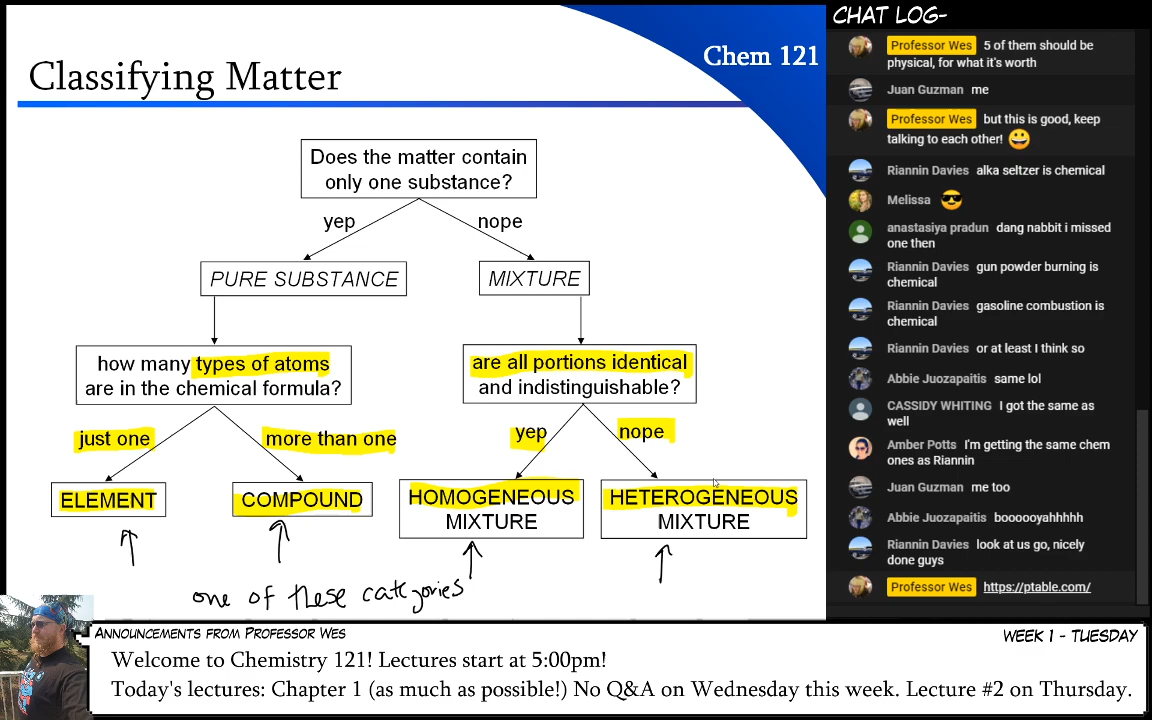 Chem 121
Classifying Matter
Does the matter contain
only one substance?
yep
nope
PURE SUBSTANCE
MIXTURE
how many types of atoms
are in the chemical formula?
are all portions identical
and indistinguishable?
just one
more than one
yep
nope
ELEMENT
COMPOUND
HOMOGENEOUS
MIXTURE
HETEROGENEOUS
MIXTURE
one of these categories
CHAT LOG-
Professor Wes 5 of them should be
physical, for what it's worth
Juan Guzman me
Professor Wes but this is good, keep
talking to each other! 😀
Riannin Davies alka seltzer is chemical
Melissa 😎
anastasiya pradun dang nabbit i missed
one then
Riannin Davies gun powder burning is
chemical
Riannin Davies gasoline combustion is
chemical
Riannin Davies or at least I think so
Abbie Juozapaitis same lol
CASSIDY WHITING I got the same as
well
Amber Potts I'm getting the same chem
ones as Riannin
Juan Guzman me too
Abbie Juozapaitis boooooyahhhhh
Riannin Davies look at us go, nicely
done guys
Professor Wes https://ptable.com/
ANNOUNCEMENTS FROM PROFESSOR WES
WEEK 1 - TUESDAY
Welcome to Chemistry 121! Lectures start at 5:00pm!
Today's lectures: Chapter 1 (as much as possible!) No Q&A on Wednesday this week. Lecture #2 on Thursday.